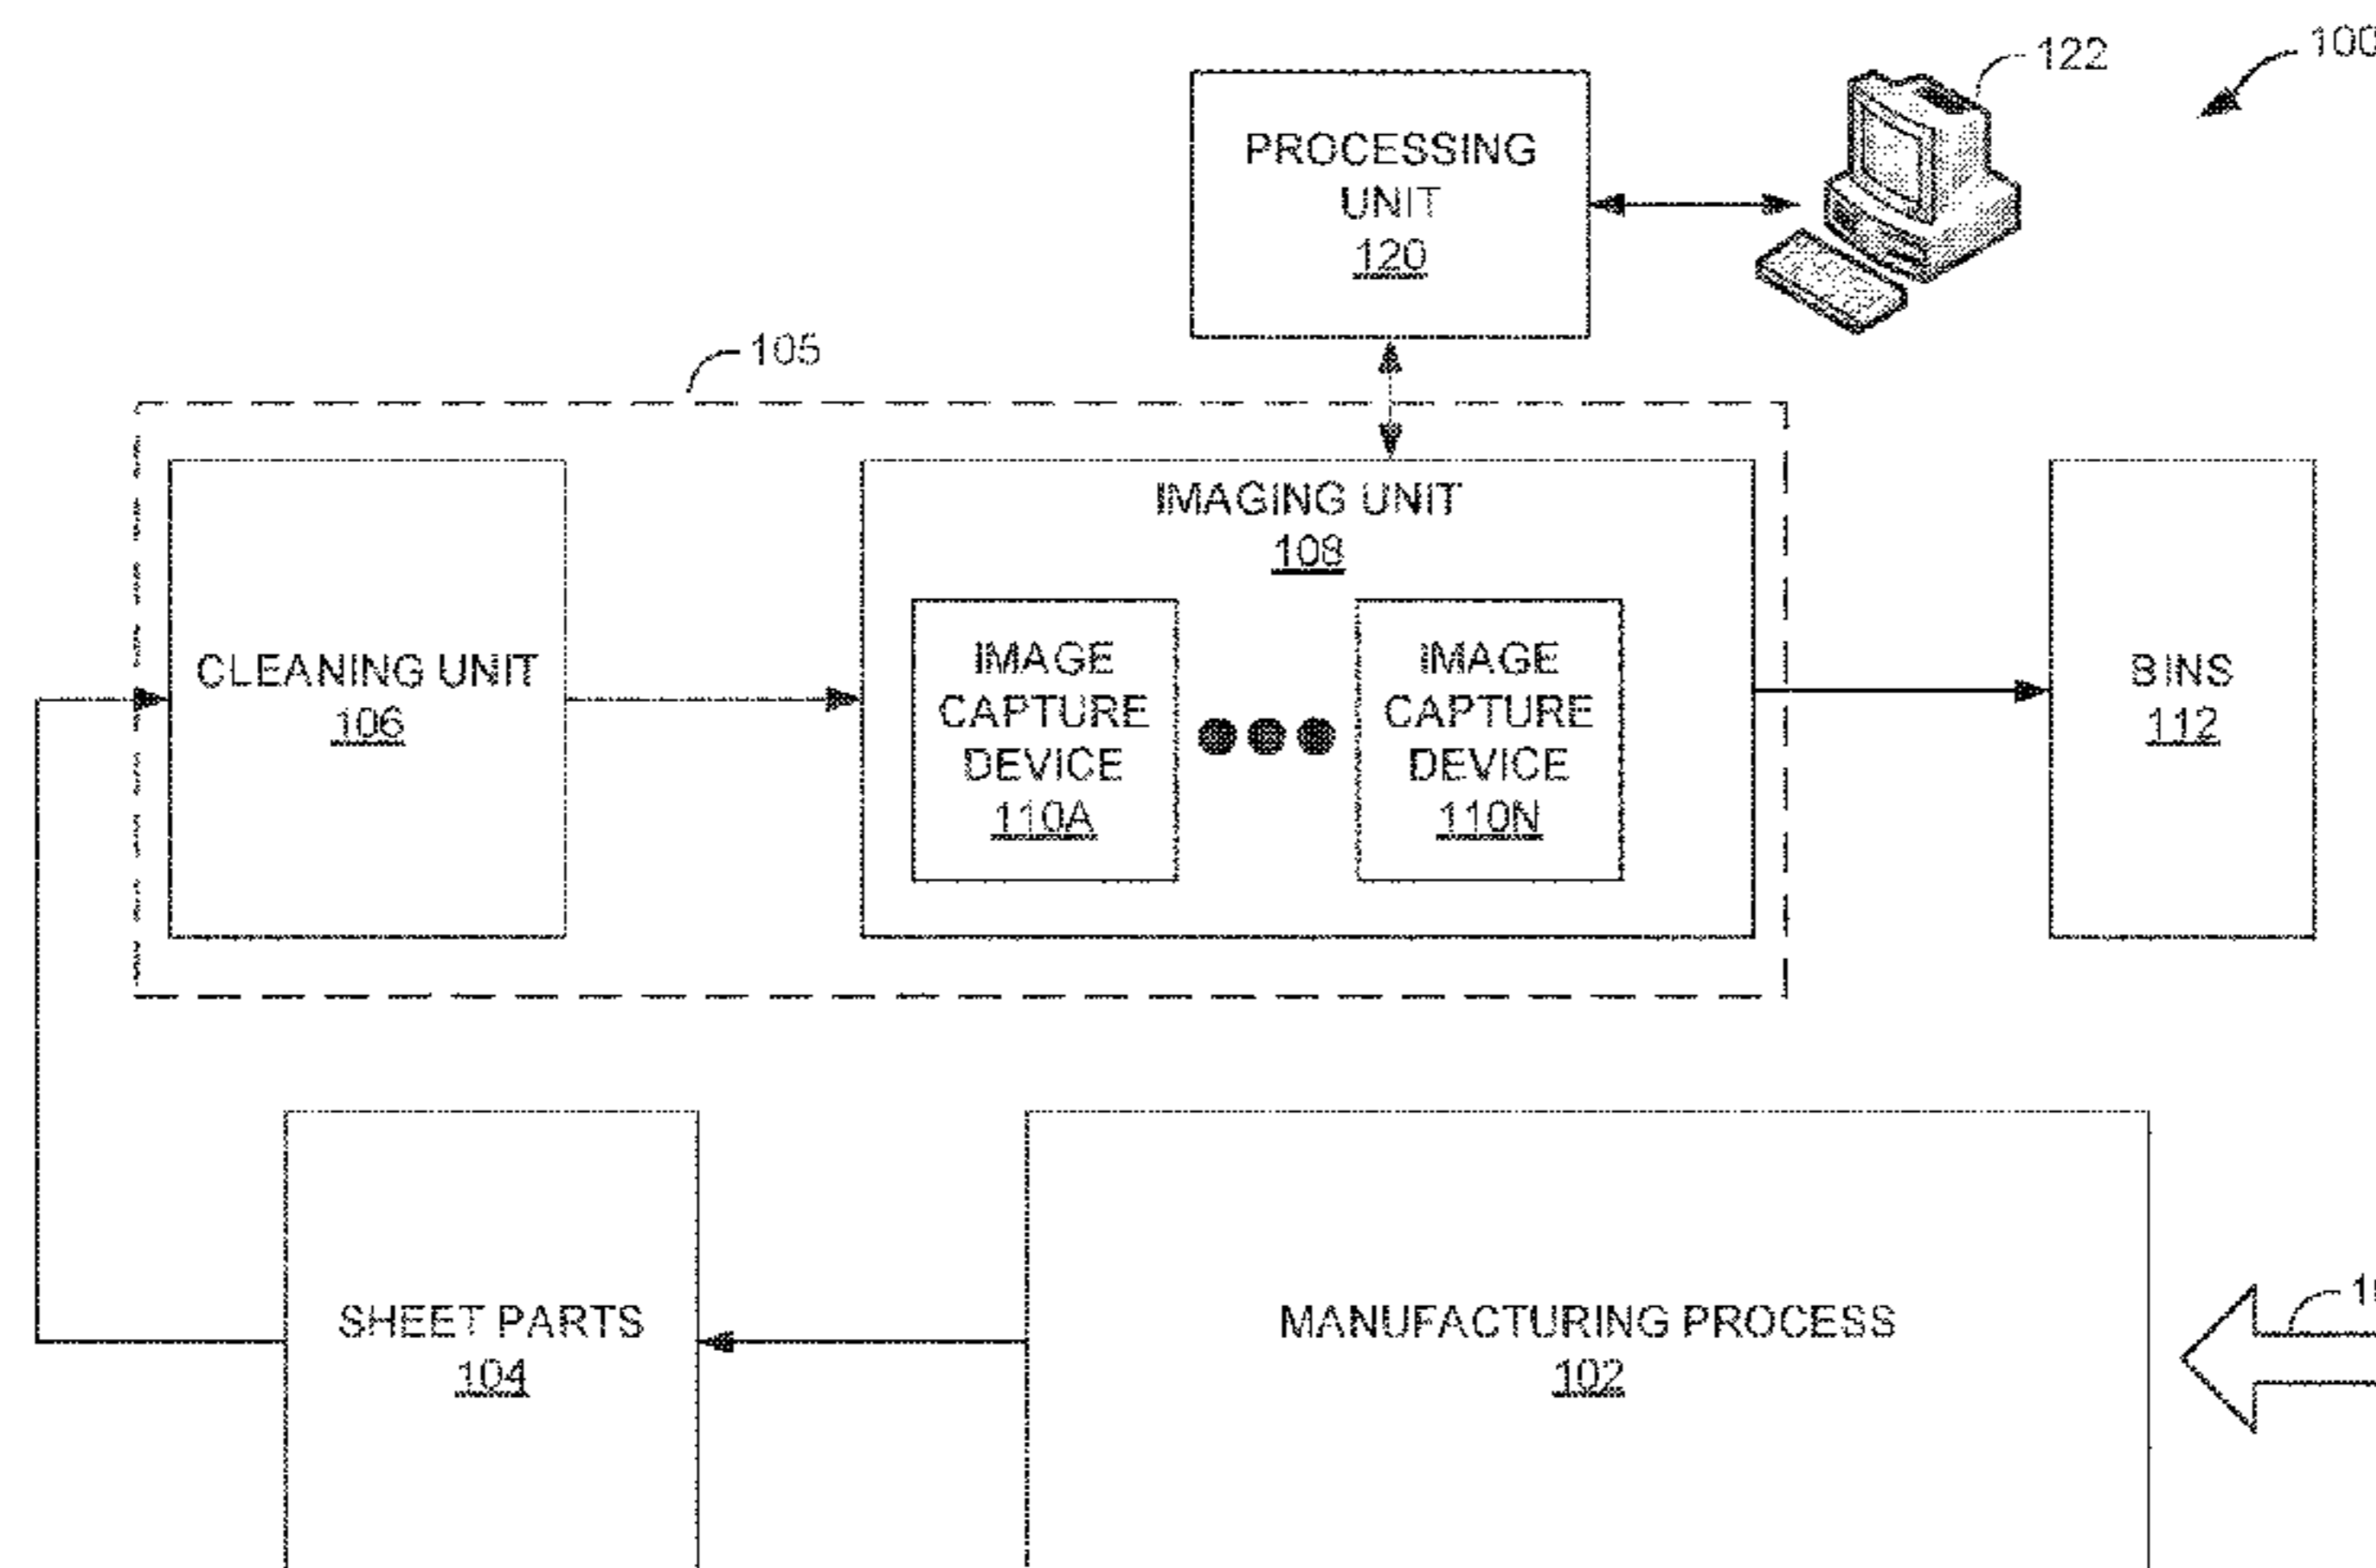 122
100
PROCESSING
UNIT
120
105
IMAGING UNIT
108
CLEANING UNIT
106
IMAGE
CAPTURE
DEVICE
110A
IMAGE
CAPTURE
DEVICE
110N
BINS
112
SHEET PARTS
104
MANUFACTURING PROCESS
102